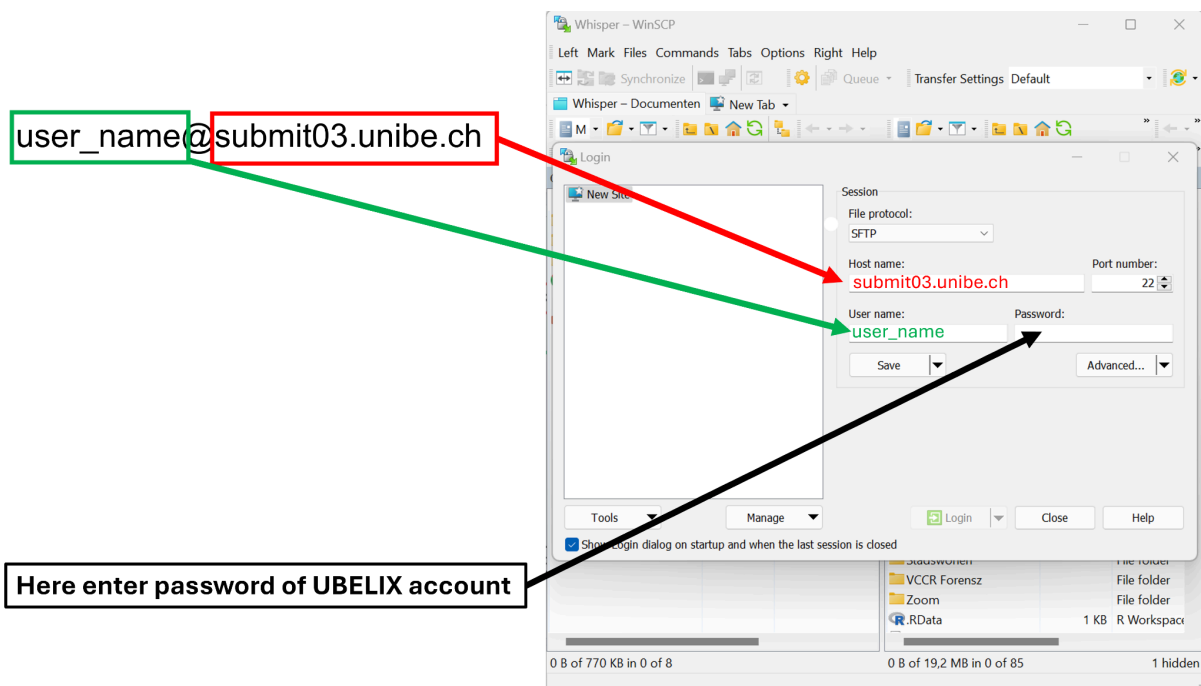 Whisper – WinSCP
Left Mark Files Commands Tabs Options Right Help
Synchronize Queue Transfer Settings Default
Whisper – Documenten New Tab
M
user_name@submit03.unibe.ch
Login
New Site
Session
File protocol:
SFTP
Host name: Port number:
submit03.unibe.ch 22
User name: Password:
user_name
Save Advanced...
Tools Manage Login Close Help
Show Login dialog on startup and when the last session is closed
Here enter password of UBELIX account
Stadswonen File folder
VCCR Forensz File folder
Zoom File folder
.RData 1 KB R Workspace
0 B of 770 KB in 0 of 8 0 B of 19,2 MB in 0 of 85 1 hidden